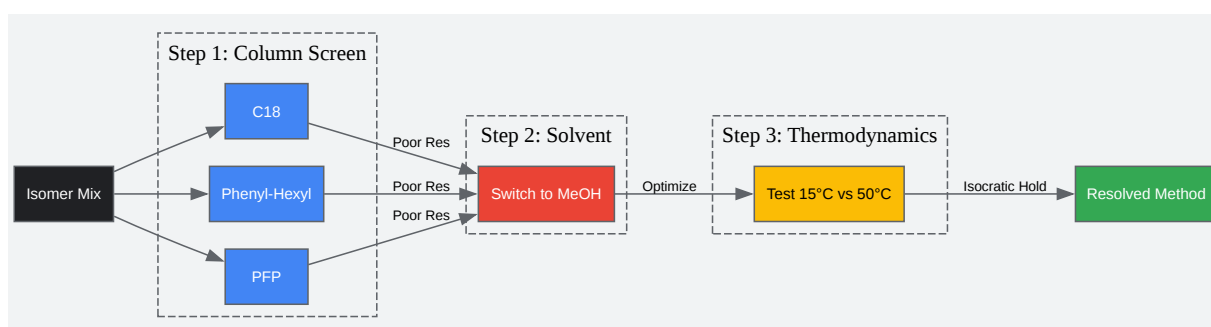 Step 1: Column Screen
Isomer Mix
C18
Phenyl-Hexyl
PFP
Poor Res
Poor Res
Poor Res
Step 2: Solvent
Switch to MeOH
Optimize
Step 3: Thermodynamics
Test 15°C vs 50°C
Isocratic Hold
Resolved Method